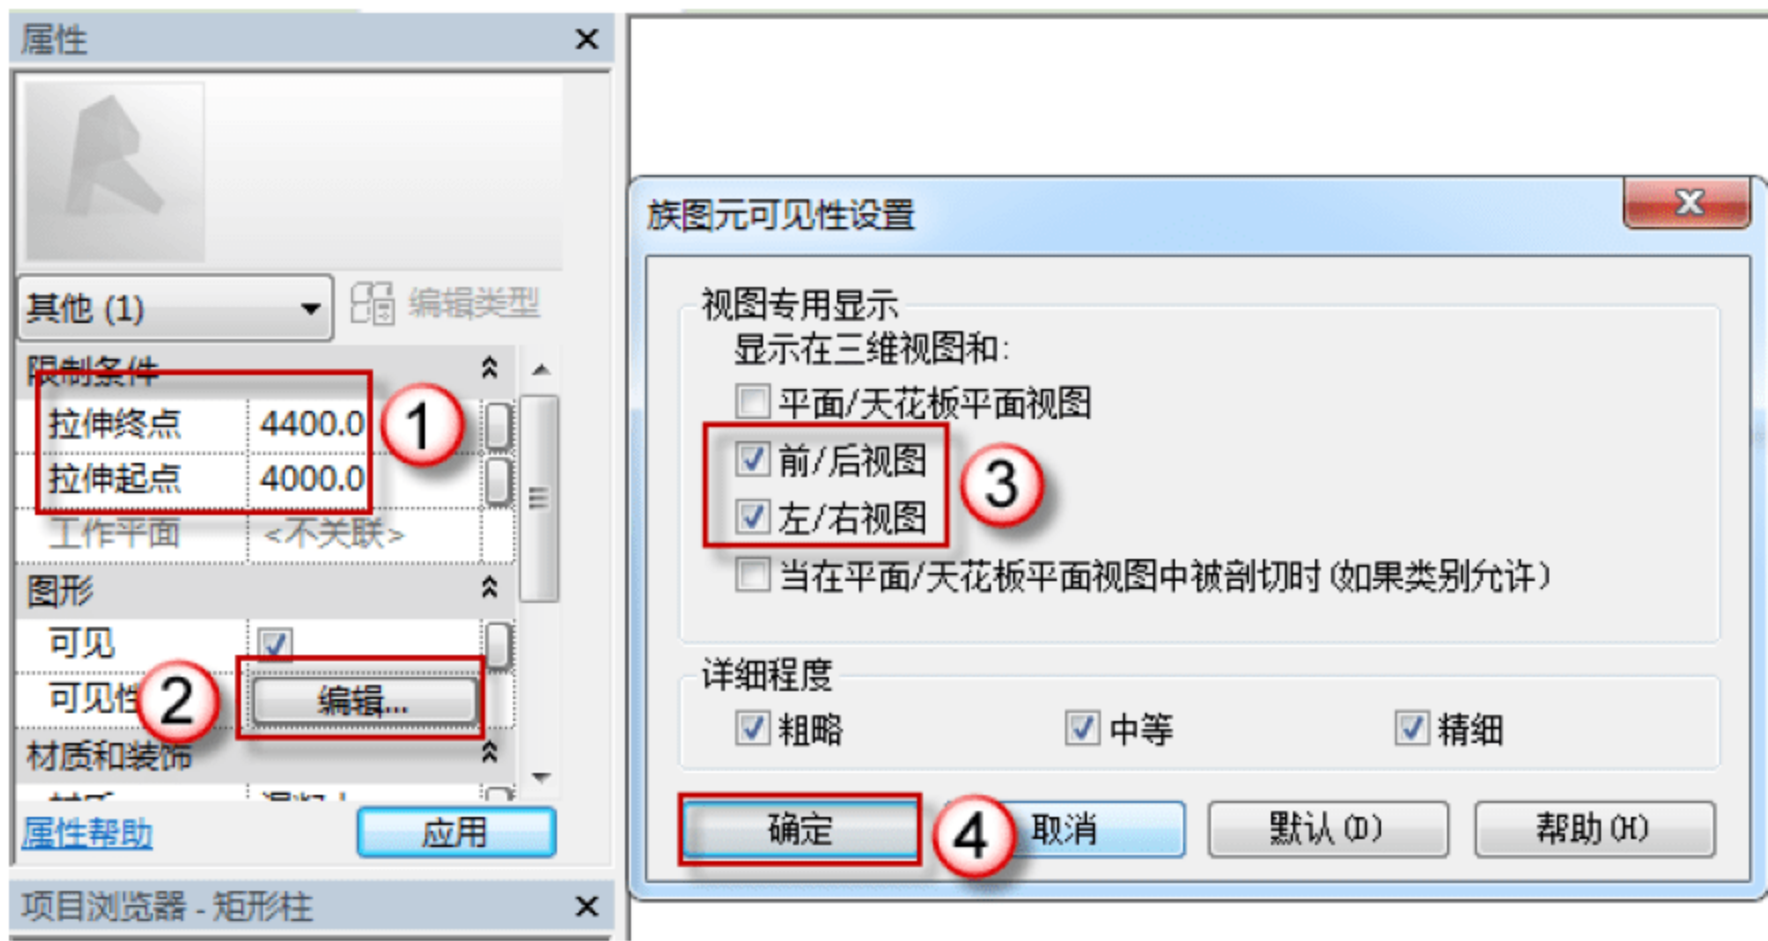 属性
其他 (1)
编辑类型
限制条件
拉伸终点 4400.0
拉伸起点 4000.0
1
工作平面 <不关联>
图形
可见
可见性
编辑...
2
材质和装饰
属性帮助
应用
项目浏览器 - 矩形柱
族图元可见性设置
视图专用显示
显示在三维视图和:
平面/天花板平面视图
前/后视图
左/右视图
3
当在平面/天花板平面视图中被剖切时(如果类别允许)
详细程度
粗略 中等 精细
确定 4 取消 默认(D) 帮助(H)